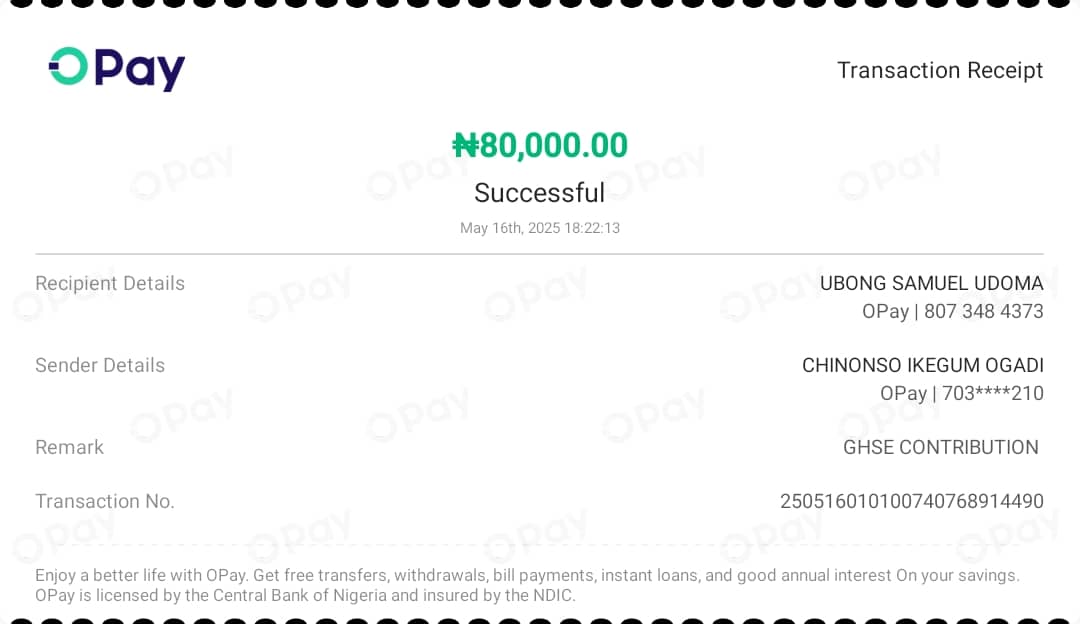 OPay
Transaction Receipt
₦80,000.00
Successful
May 16th, 2025 18:22:13
Recipient Details
UBONG SAMUEL UDOMA
OPay | 807 348 4373
Sender Details
CHINONSO IKEGUM OGADI
OPay | 703****210
Remark
GHSE CONTRIBUTION
Transaction No.
250516010100740768914490
Enjoy a better life with OPay. Get free transfers, withdrawals, bill payments, instant loans, and good annual interest On your savings.
OPay is licensed by the Central Bank of Nigeria and insured by the NDIC.